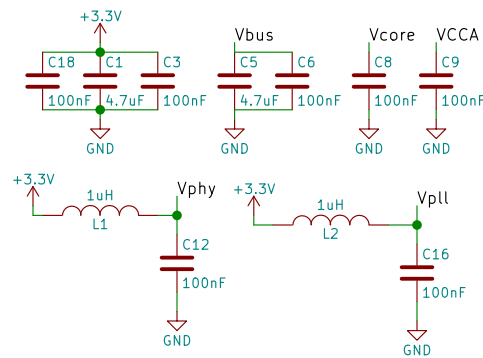 +3.3V
Vbus Vcore VCCA
C18 C1 C3 C5 C6 C8 C9
100nF 4.7uF 100nF 4.7uF 100nF 100nF 100nF
GND GND GND GND
+3.3V Vphy +3.3V Vpll
1uH 1uH
L1 L2
C12 C16
100nF 100nF
GND GND